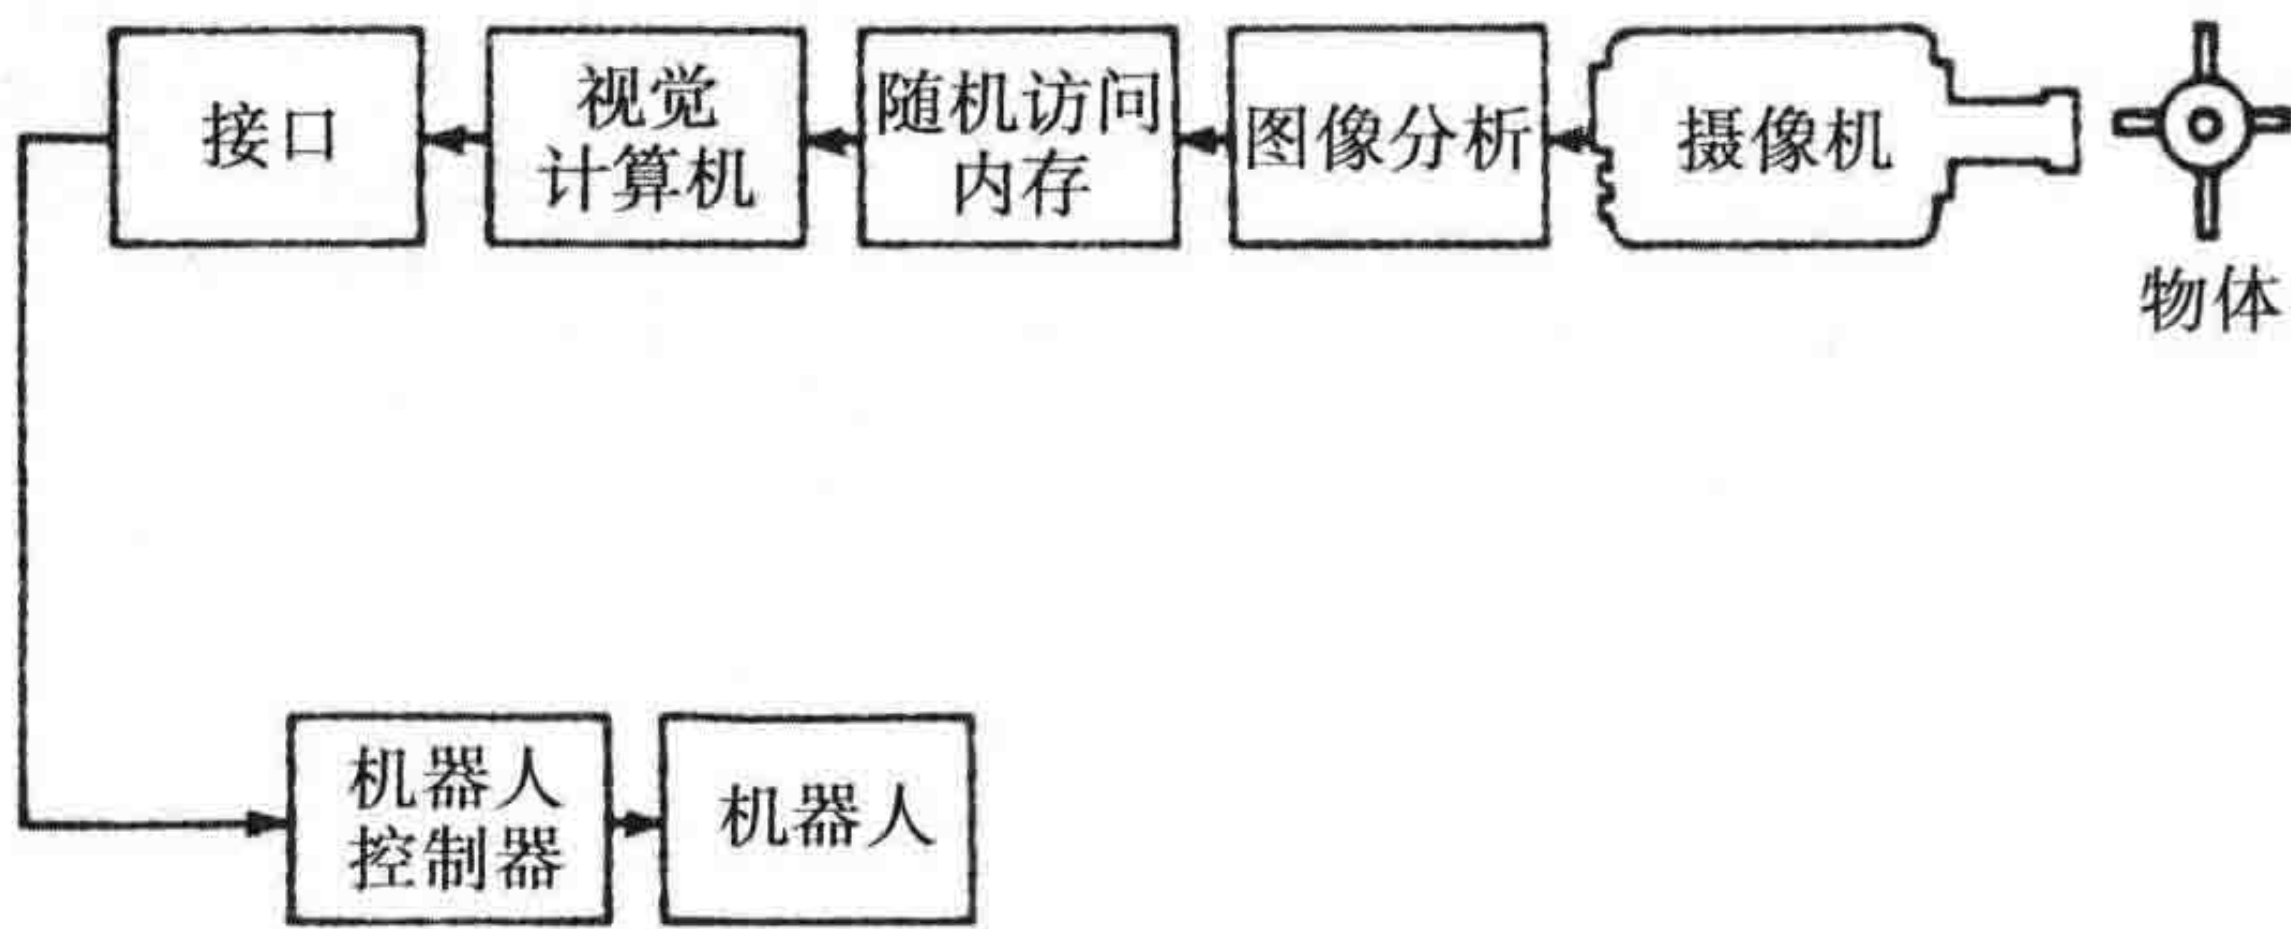 接口
视觉
计算机
随机访问
内存
图像分析
摄像机
物体
机器人
控制器
机器人